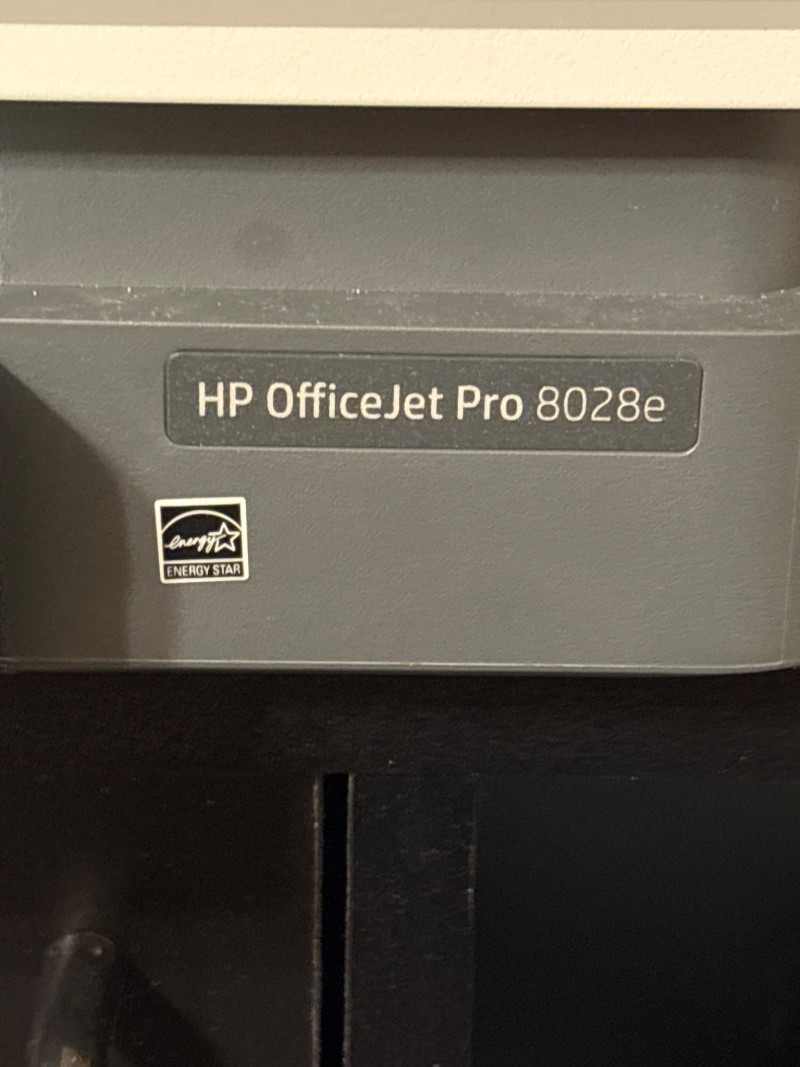 HP OfficeJet Pro 8028e
energy
ENERGY STAR